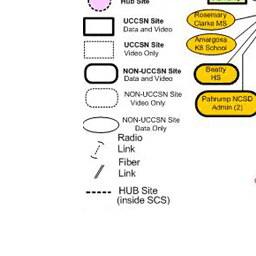 Hub Site
UCCSN Site
Data and Video
UCCSN Site
Video Only
NON-UCCSN Site
Data and Video
NON-UCCSN Site
Video Only
NON-UCCSN Site
Data Only
Radio
Link
Fiber
Link
HUB Site
(inside SCS)
Rosemary
Clarke MS
Amargosa
K8 School
Beatty
HS
Pahrump NCSD
Admin (2)